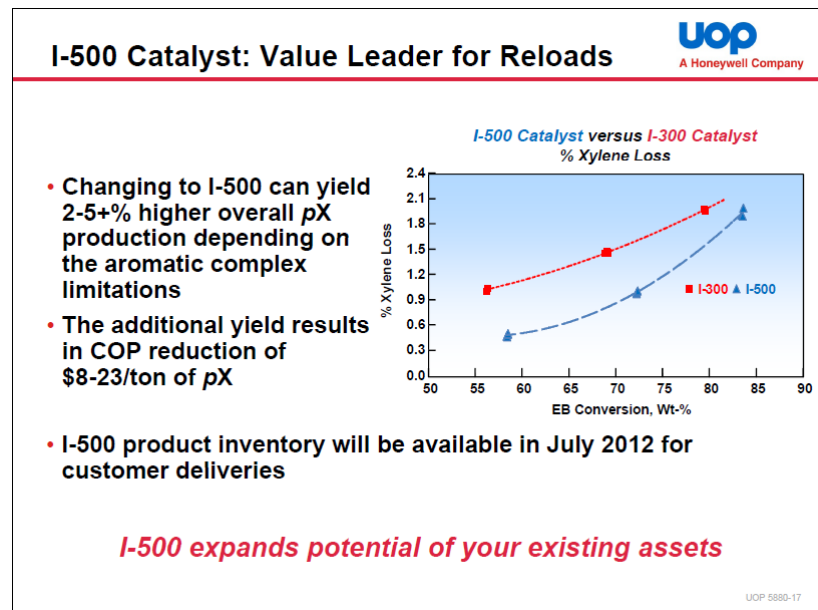 I-500 Catalyst: Value Leader for Reloads
uop
A Honeywell Company
• Changing to I-500 can yield
2-5+% higher overall pX
production depending on
the aromatic complex
limitations
• The additional yield results
in COP reduction of
$8-23/ton of pX
I-500 Catalyst versus I-300 Catalyst
% Xylene Loss
% Xylene Loss
2.4
2.1
1.8
1.5
1.2
0.9
0.6
0.3
0.0
I-300 I-500
50 55 60 65 70 75 80 85 90
EB Conversion, Wt-%
• I-500 product inventory will be available in July 2012 for
customer deliveries
I-500 expands potential of your existing assets
UOP 5880-17